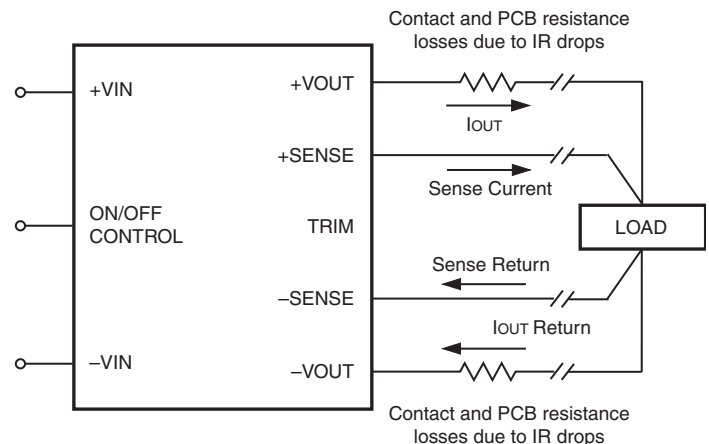 Contact and PCB resistance
losses due to IR drops
+VIN
+VOUT
IOUT
+SENSE
Sense Current
ON/OFF
CONTROL
TRIM
LOAD
Sense Return
–SENSE
IOUT Return
–VIN
–VOUT
Contact and PCB resistance
losses due to IR drops